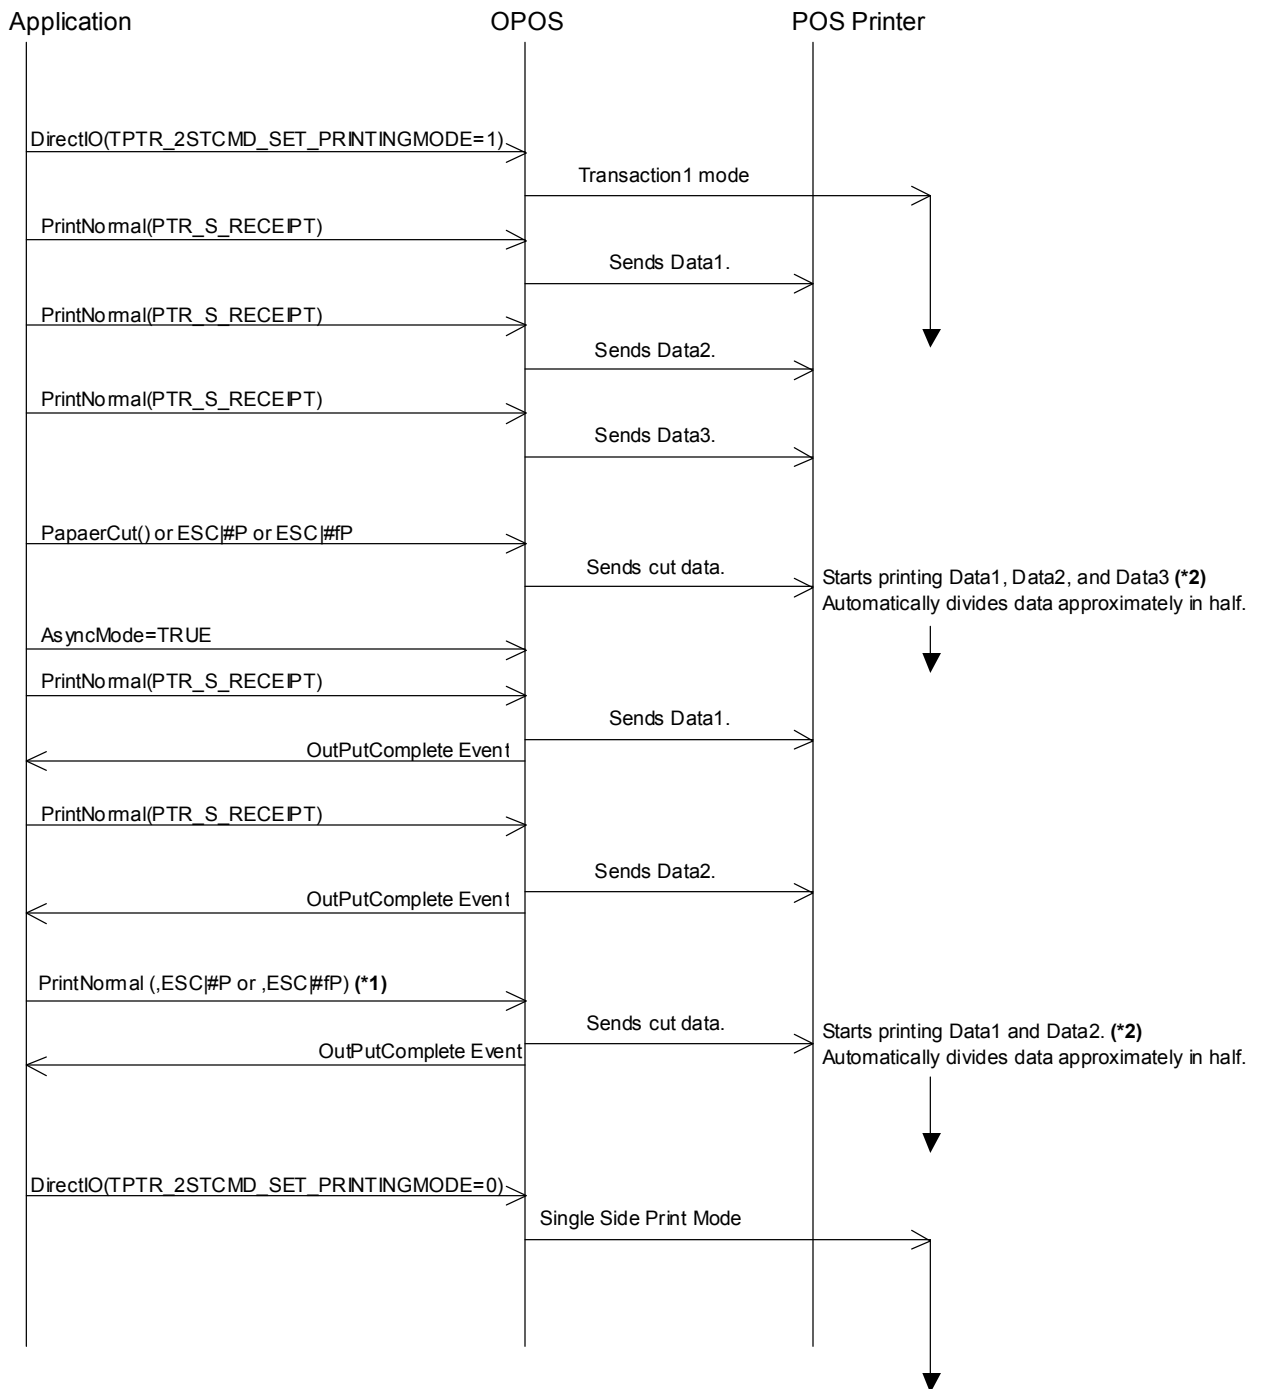 Application OPOS POS Printer
DirectIO(TPTR_2STCMD_SET_PRINTINGMODE=1)
Transaction1 mode
PrintNormal(PTR_S_RECEIPT)
Sends Data1.
PrintNormal(PTR_S_RECEIPT)
Sends Data2.
PrintNormal(PTR_S_RECEIPT)
Sends Data3.
PapaerCut() or ESC|#P or ESC|#fP
Sends cut data.
Starts printing Data1, Data2, and Data3 (*2)
Automatically divides data approximately in half.
AsyncMode=TRUE
PrintNormal(PTR_S_RECEIPT)
Sends Data1.
OutPutComplete Event
PrintNormal(PTR_S_RECEIPT)
Sends Data2.
OutPutComplete Event
PrintNormal (,ESC|#P or ,ESC|#fP) (*1)
Sends cut data.
Starts printing Data1 and Data2. (*2)
Automatically divides data approximately in half.
OutPutComplete Event
DirectIO(TPTR_2STCMD_SET_PRINTINGMODE=0)
Single Side Print Mode